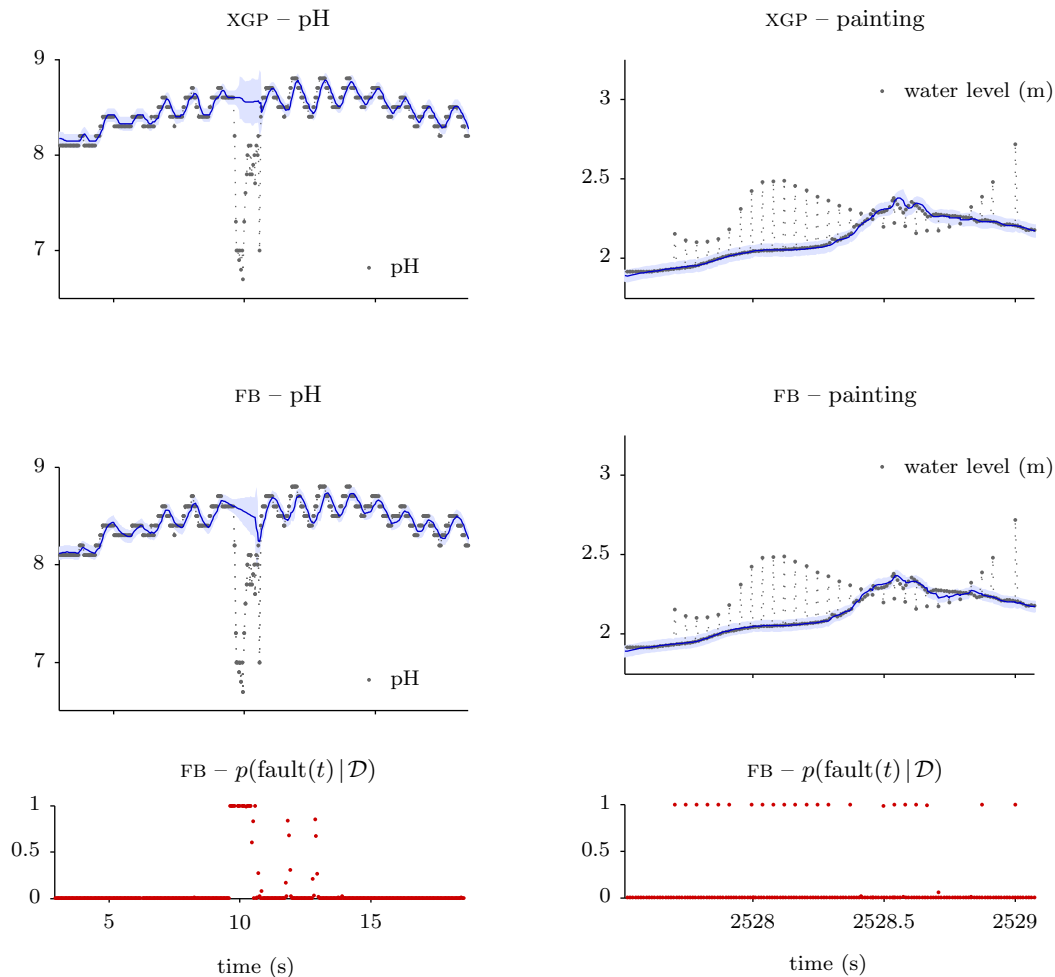 XGP – pH
9
8
7
pH
XGP – painting
3
2.5
2
water level (m)
FB – pH
9
8
7
pH
FB – painting
3
2.5
2
water level (m)
FB – p(fault(t) | D)
1
0.5
0
5 10 15
time (s)
FB – p(fault(t) | D)
1
0.5
0
2528 2528.5 2529
time (s)